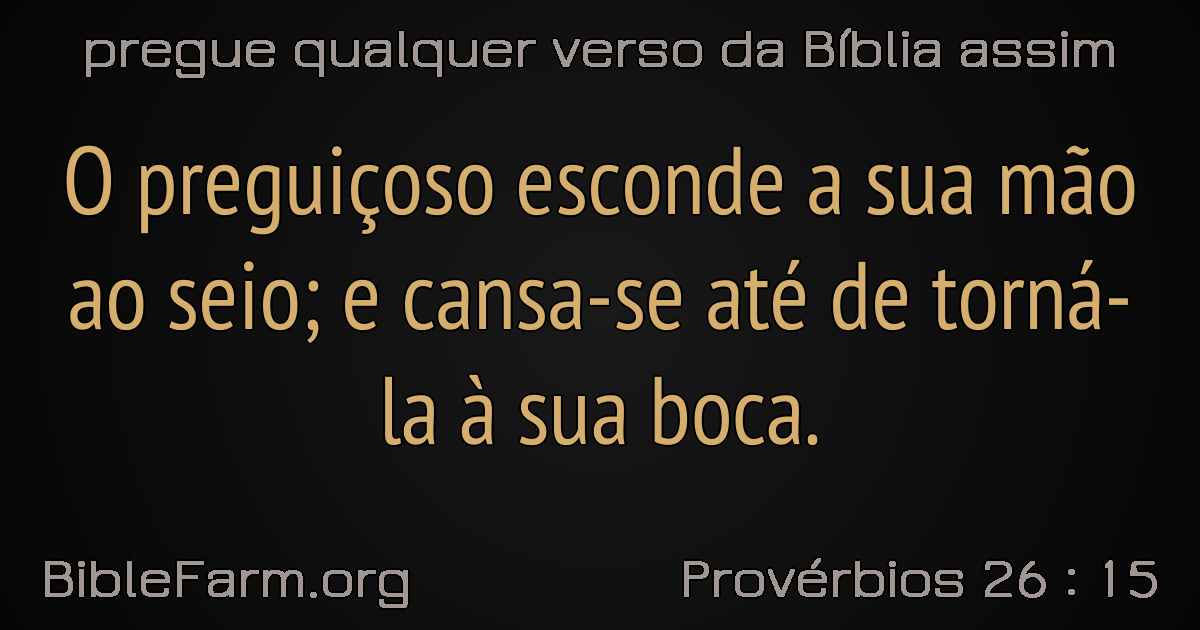 pregue qualquer verso da Bíblia assim
O preguiçoso esconde a sua mão
ao seio; e cansa-se até de torná-
la à sua boca.
BibleFarm.org
Provérbios 26 : 15